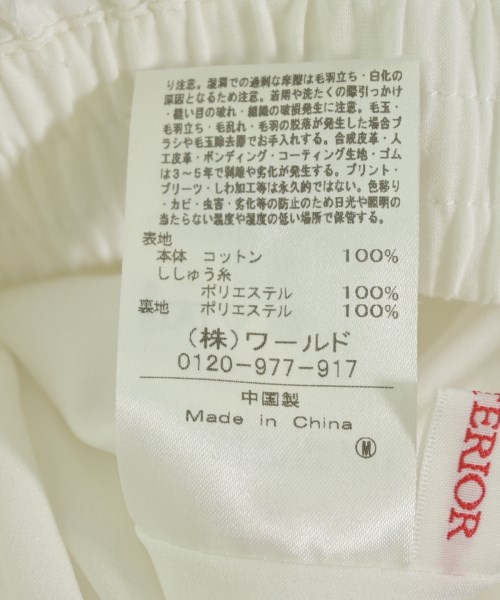 り注意。湿潤での過剰な摩擦は毛羽立ち・白化の
原因となるため注意。着用や洗たくの際引っかけ
・縫い目の破れ・組織の破損発生に注意。毛玉・
毛羽立ち・毛乱れ・毛羽の脱落が発生した場合ブ
ラシや毛玉除去器でお手入れする。合成皮革・人
工皮革・ボンディング・コーティング生地・ゴム
は3〜5年で剥離や劣化が発生する。プリント・
プリーツ・しわ加工等は永久的ではない。色移り
・カビ・虫害・劣化等の防止のため日光や照明の
当たらない温度や湿度の低い場所で保管する。
表地
本体 コットン 100%
ししゅう糸
ポリエステル 100%
裏地 ポリエステル 100%
(株)ワールド
0120-977-917
中国製
Made in China
M
TERIOR